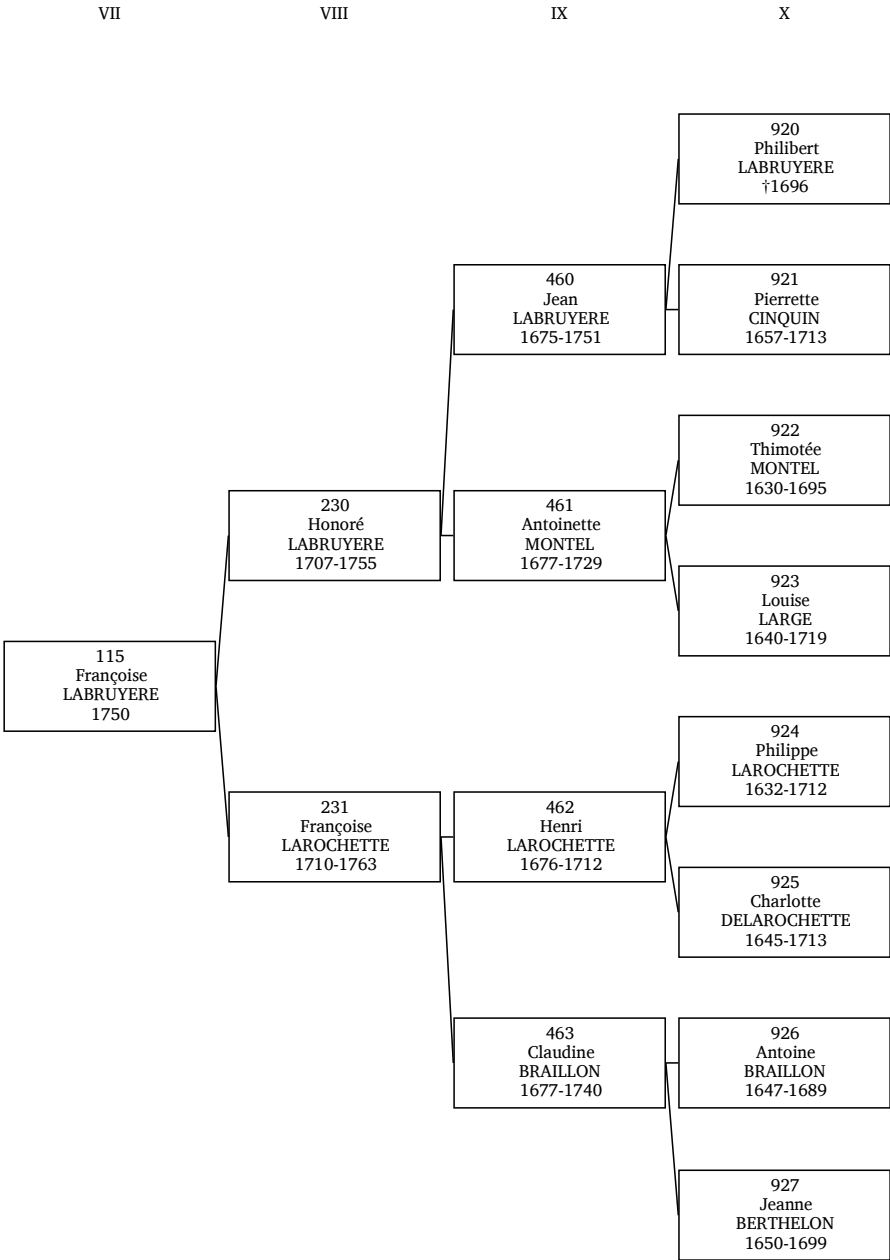 VII VIII IX X
920
Philibert
LABRUYERE
†1696
460
Jean
LABRUYERE
1675-1751
921
Pierrette
CINQUIN
1657-1713
922
Thimotée
MONTEL
1630-1695
230
Honoré
LABRUYERE
1707-1755
461
Antoinette
MONTEL
1677-1729
923
Louise
LARGE
1640-1719
115
Françoise
LABRUYERE
1750
924
Philippe
LAROCHETTE
1632-1712
231
Françoise
LAROCHETTE
1710-1763
462
Henri
LAROCHETTE
1676-1712
925
Charlotte
DELAROCHETTE
1645-1713
463
Claudine
BRAILLON
1677-1740
926
Antoine
BRAILLON
1647-1689
927
Jeanne
BERTHELON
1650-1699